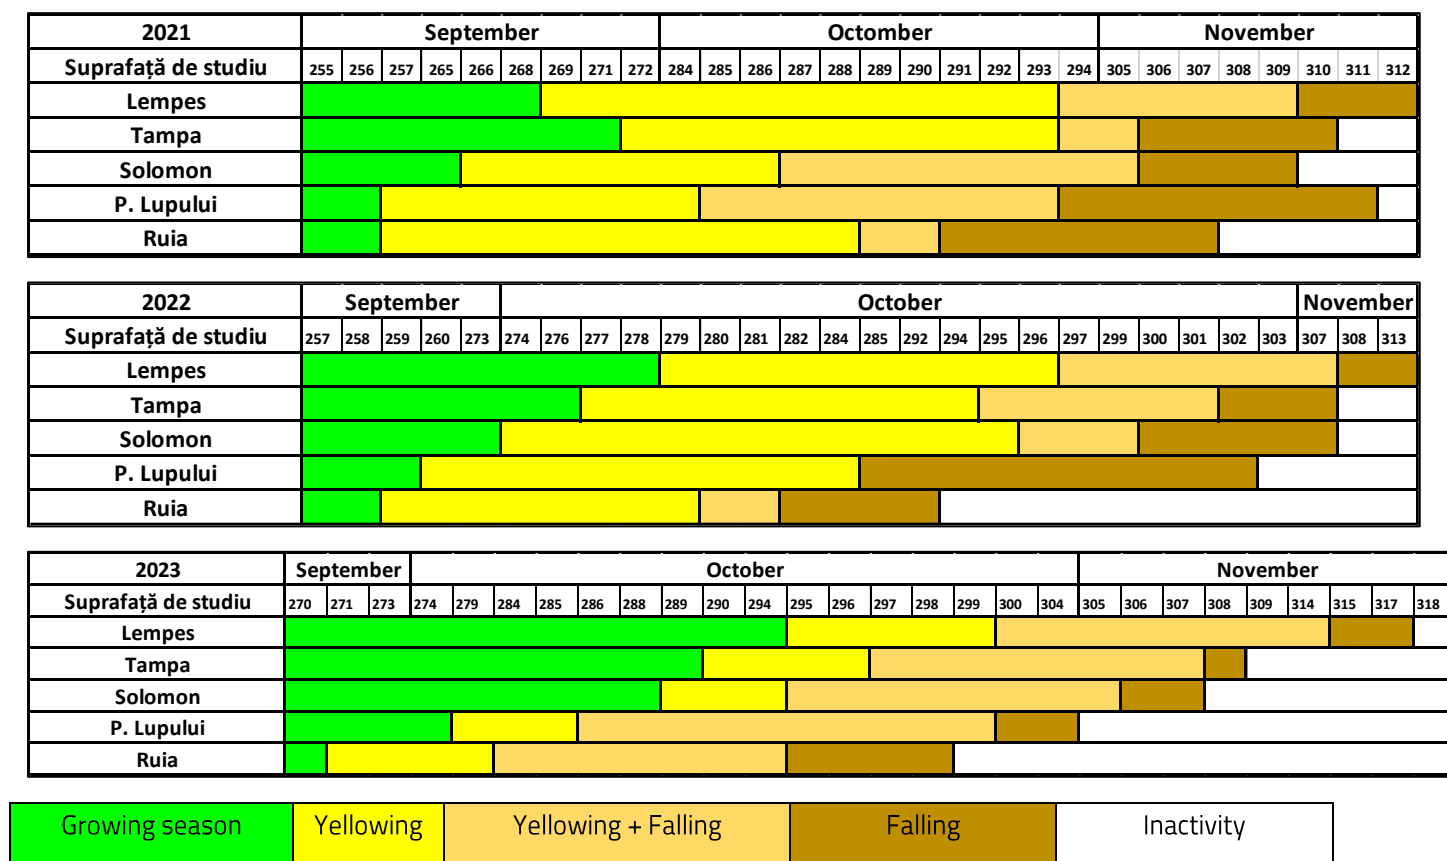 2021 September Octomber November
Suprafață de studiu 255 256 257 265 266 268 269 271 272 284 285 286 287 288 289 290 291 292 293 294 305 306 307 308 309 310 311 312
Lempes
Tampa
Solomon
P. Lupului
Ruia
2022 September October November
Suprafață de studiu 257 258 259 260 273 274 276 277 278 279 280 281 282 284 285 292 294 295 296 297 299 300 301 302 303 307 308 313
Lempes
Tampa
Solomon
P. Lupului
Ruia
2023 September October November
Suprafață de studiu 270 271 273 274 279 284 285 286 288 289 290 294 295 296 297 298 299 300 304 305 306 307 308 309 314 315 317 318
Lempes
Tampa
Solomon
P. Lupului
Ruia
Growing season Yellowing Yellowing + Falling Falling Inactivity